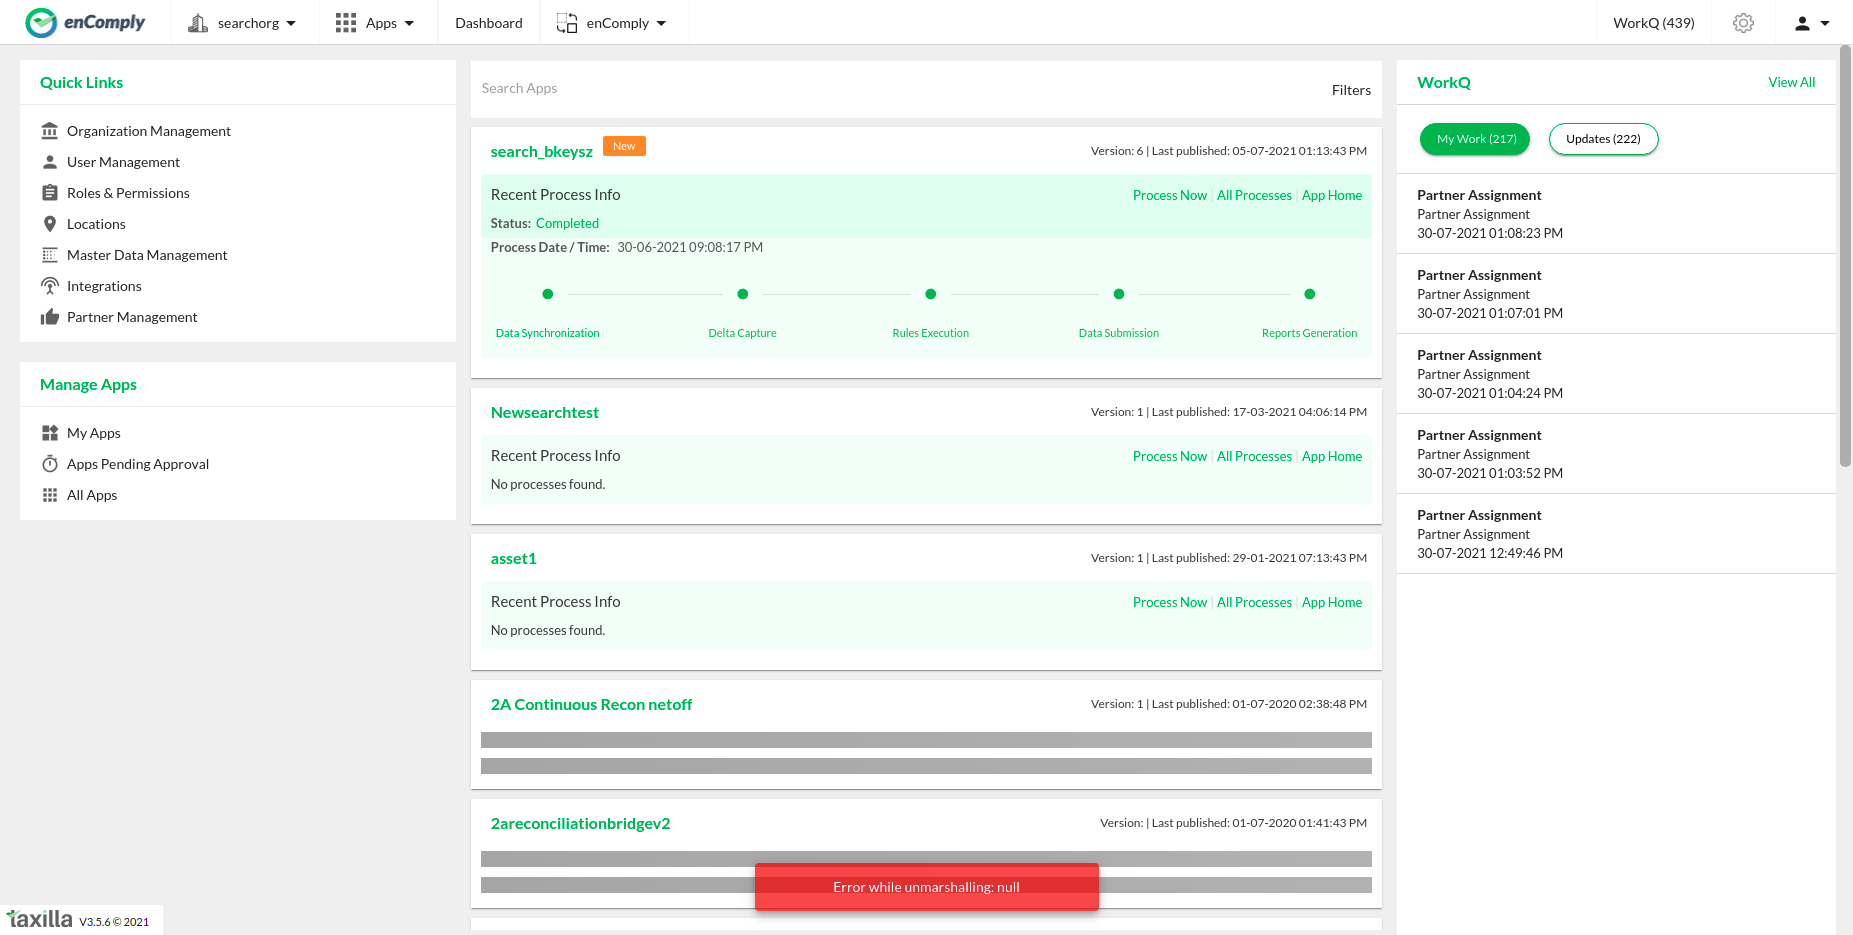 enComply
searchorg
Apps
Dashboard
enComply
WorkQ (439)
Quick Links
Organization Management
User Management
Roles & Permissions
Locations
Master Data Management
Integrations
Partner Management
Manage Apps
My Apps
Apps Pending Approval
All Apps
Search Apps
Filters
search_bkeysz
New
Version: 6 | Last published: 05-07-2021 01:13:43 PM
Recent Process Info
Process Now | All Processes | App Home
Status: Completed
Process Date / Time: 30-06-2021 09:08:17 PM
Data Synchronization
Delta Capture
Rules Execution
Data Submission
Reports Generation
Newsearchtest
Version: 1 | Last published: 17-03-2021 04:06:14 PM
Recent Process Info
Process Now | All Processes | App Home
No processes found.
asset1
Version: 1 | Last published: 29-01-2021 07:13:43 PM
Recent Process Info
Process Now | All Processes | App Home
No processes found.
2A Continuous Recon netoff
Version: 1 | Last published: 01-07-2020 02:38:48 PM
2areconciliationbridgev2
Version: | Last published: 01-07-2020 01:41:43 PM
Error while unmarshalling: null
WorkQ
View All
My Work (217)
Updates (222)
Partner Assignment
Partner Assignment
30-07-2021 01:08:23 PM
Partner Assignment
Partner Assignment
30-07-2021 01:07:01 PM
Partner Assignment
Partner Assignment
30-07-2021 01:04:24 PM
Partner Assignment
Partner Assignment
30-07-2021 01:03:52 PM
Partner Assignment
Partner Assignment
30-07-2021 12:49:46 PM
taxilla V3.5.6 © 2021